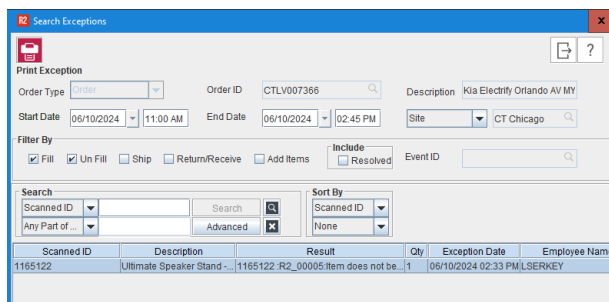 R2 Search Exceptions x
?
Print Exception
Order Type Order Order ID CTLV007366 Description Kia Electrify Orlando AV MY
Start Date 06/10/2024 11:00 AM End Date 06/10/2024 02:45 PM Site CT Chicago
Filter By
Fill Un Fill Ship Return/Receive Add Items Include Resolved Event ID
Search Sort By
Scanned ID Search Scanned ID
Any Part of ... Advanced None
Scanned ID Description Result Qty Exception Date Employee Name
1165122 Ultimate Speaker Stand -... 1165122 :R2_00005:Item does not be... 1 06/10/2024 02:33 PM LSERKEY